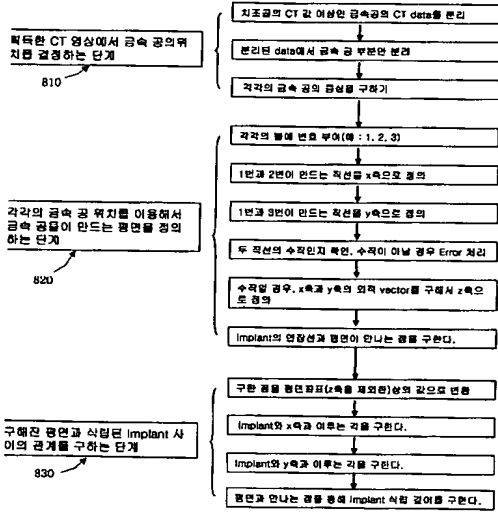 획득한 CT 영상에서 금속 공의위
치를 결정하는 단계
810
치조골의 CT 값 이상인 금속공의 CT data를 분리
분리된 data에서 금속 공 부분만 분리
각각의 금속 공의 중심을 구하기
각각의 금속 공 위치를 이용해서
금속 공들이 만드는 평면을 정의
하는 단계
820
각각의 볼에 번호 부여(예 : 1, 2, 3)
1번과 2번이 만드는 직선을 x축으로 정의
1번과 3번이 만드는 직선을 y축으로 정의
두 직선의 수직인지 확인, 수직이 아닐 경우 Error 처리
수직일 경우, x축과 y축의 외적 vector를 구해서 z축으
로 정의
Implant의 연장선과 평면이 만나는 점을 구한다.
구해진 평면과 식립된 Implant 사
이의 관계를 구하는 단계
830
구한 점을 평면좌표(z축을 제외한)상의 값으로 변환
Implant와 x축과 이루는 각을 구한다.
Implant와 y축과 이루는 각을 구한다.
평면과 만나는 점을 통해 Implant 식립 깊이를 구한다.